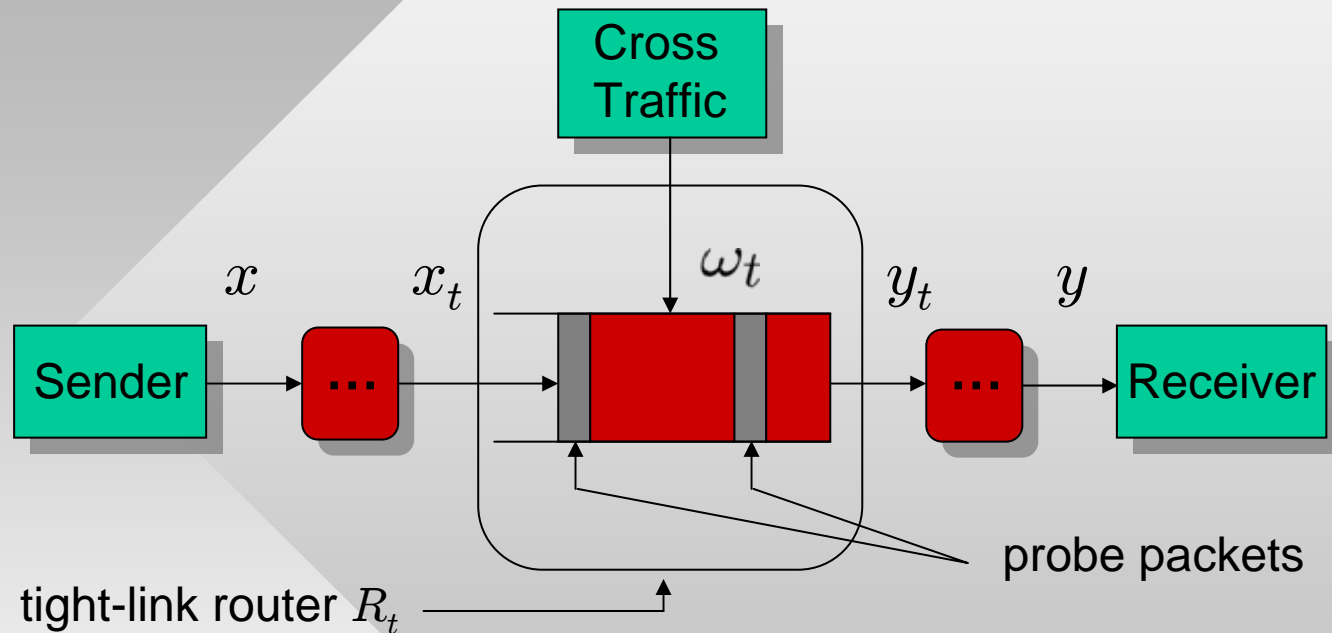 Cross
Traffic
x
x_t
ω_t
y_t
y
Sender
...
...
Receiver
probe packets
tight-link router R_t